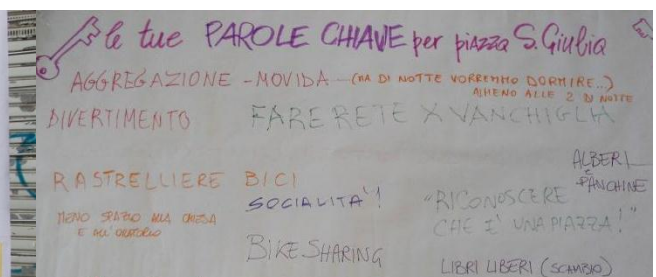 le tue PAROLE CHIAVE per piazza S. Giulia
AGGREGAZIONE - MOVIDA - (MA DI NOTTE VORREMMO DORMIRE..)
ALMENO ALLE 2 DI NOTTE
DIVERTIMENTO
FARE RETE X VANCHIGLIA
RASTRELLIERE BICI
SOCIALITA'!
ALBERI
E
PANCHINE
"RICONOSCERE
CHE E' UNA PIAZZA!"
MENO SPAZIO ALLA CHIESA
E ALL'ORATORIO
BIKE SHARING
LIBRI LIBERI (SCAMBIO)